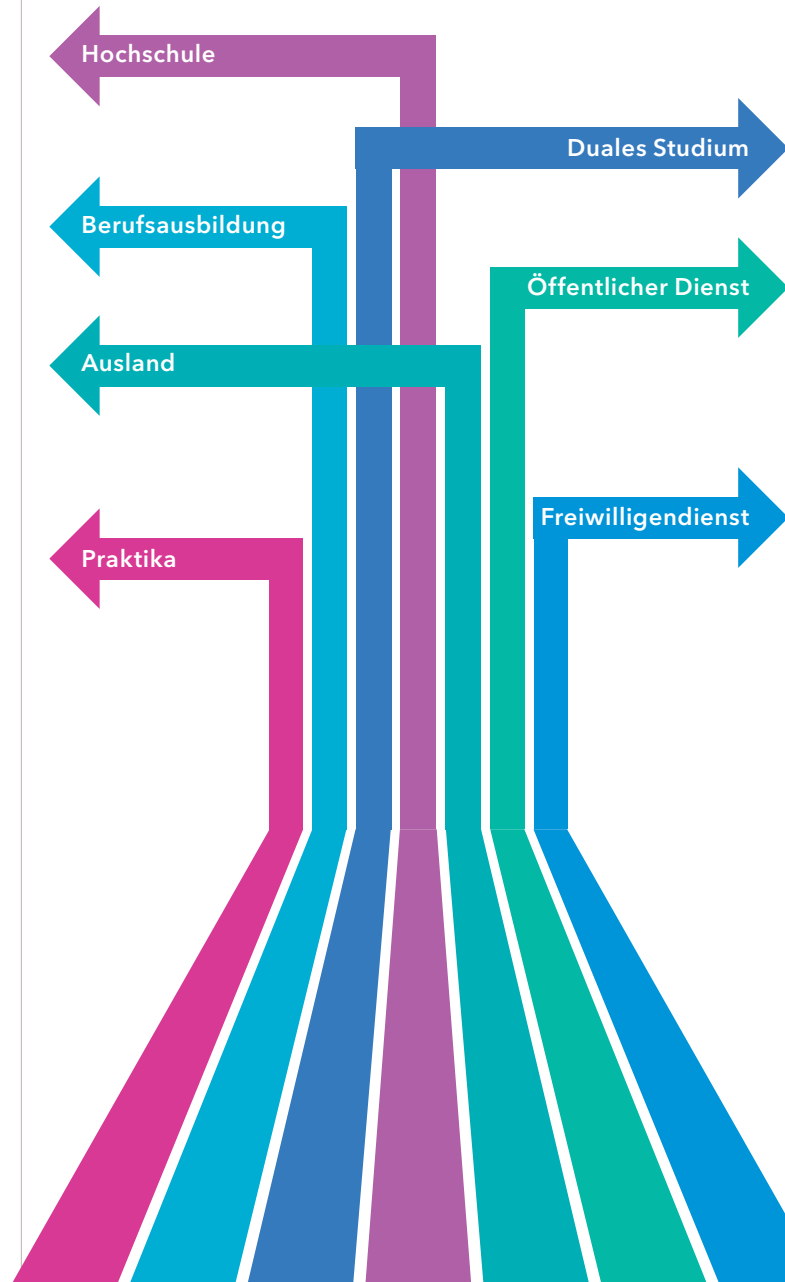 Hochschule
Duales Studium
Berufsausbildung
Öffentlicher Dienst
Ausland
Freiwilligendienst
Praktika